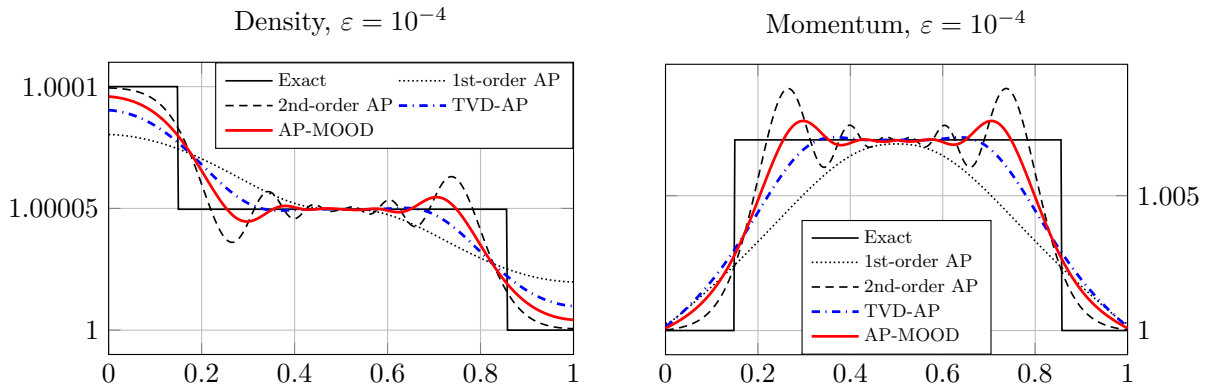 Density, ε = 10⁻⁴
1.0001
1.00005
1
0 0.2 0.4 0.6 0.8 1
Exact
1st-order AP
2nd-order AP
TVD-AP
AP-MOOD
Momentum, ε = 10⁻⁴
1.005
1
0 0.2 0.4 0.6 0.8 1
Exact
1st-order AP
2nd-order AP
TVD-AP
AP-MOOD